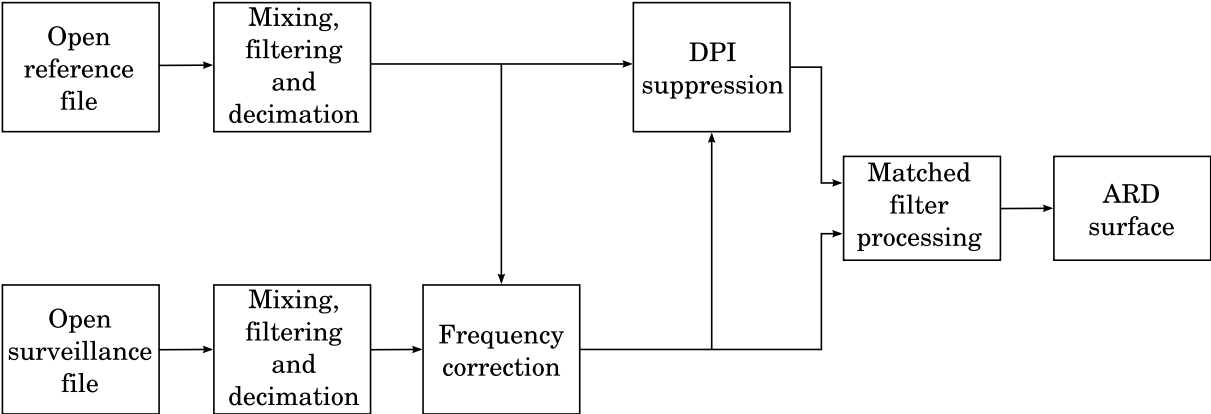 Open
reference
file
Mixing,
filtering
and
decimation
DPI
suppression
Matched
filter
processing
ARD
surface
Open
surveillance
file
Mixing,
filtering
and
decimation
Frequency
correction